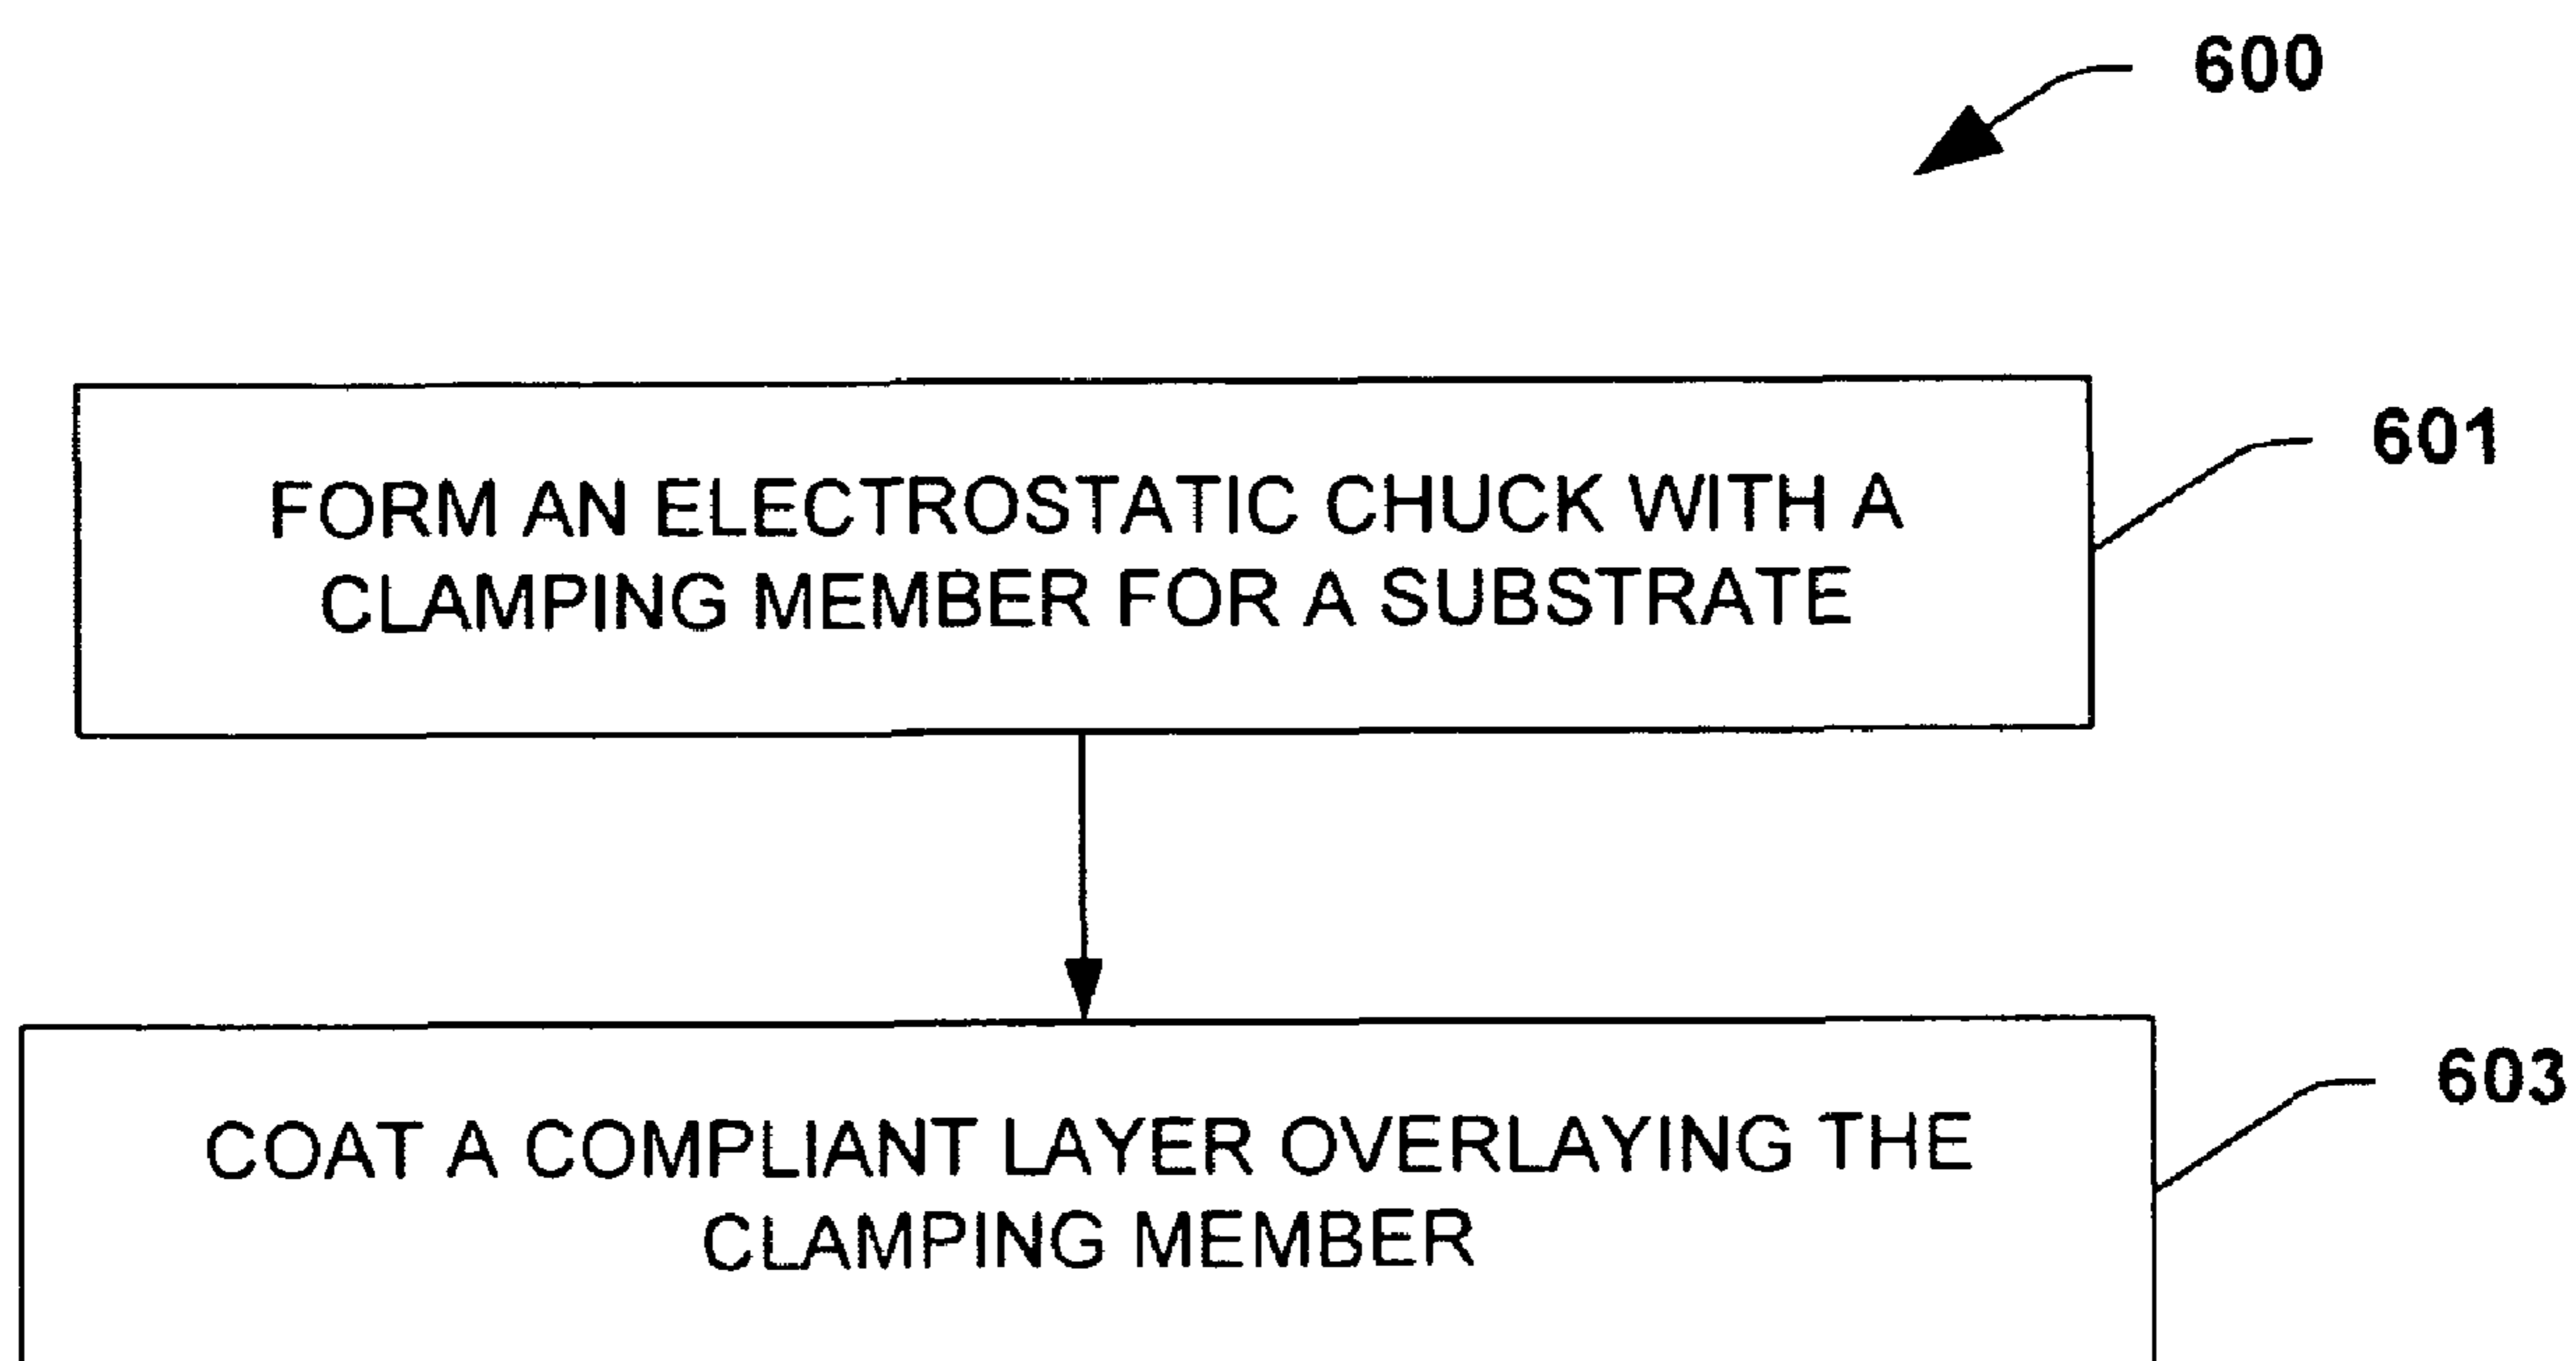 600
601
FORM AN ELECTROSTATIC CHUCK WITH A
CLAMPING MEMBER FOR A SUBSTRATE
603
COAT A COMPLIANT LAYER OVERLAYING THE
CLAMPING MEMBER